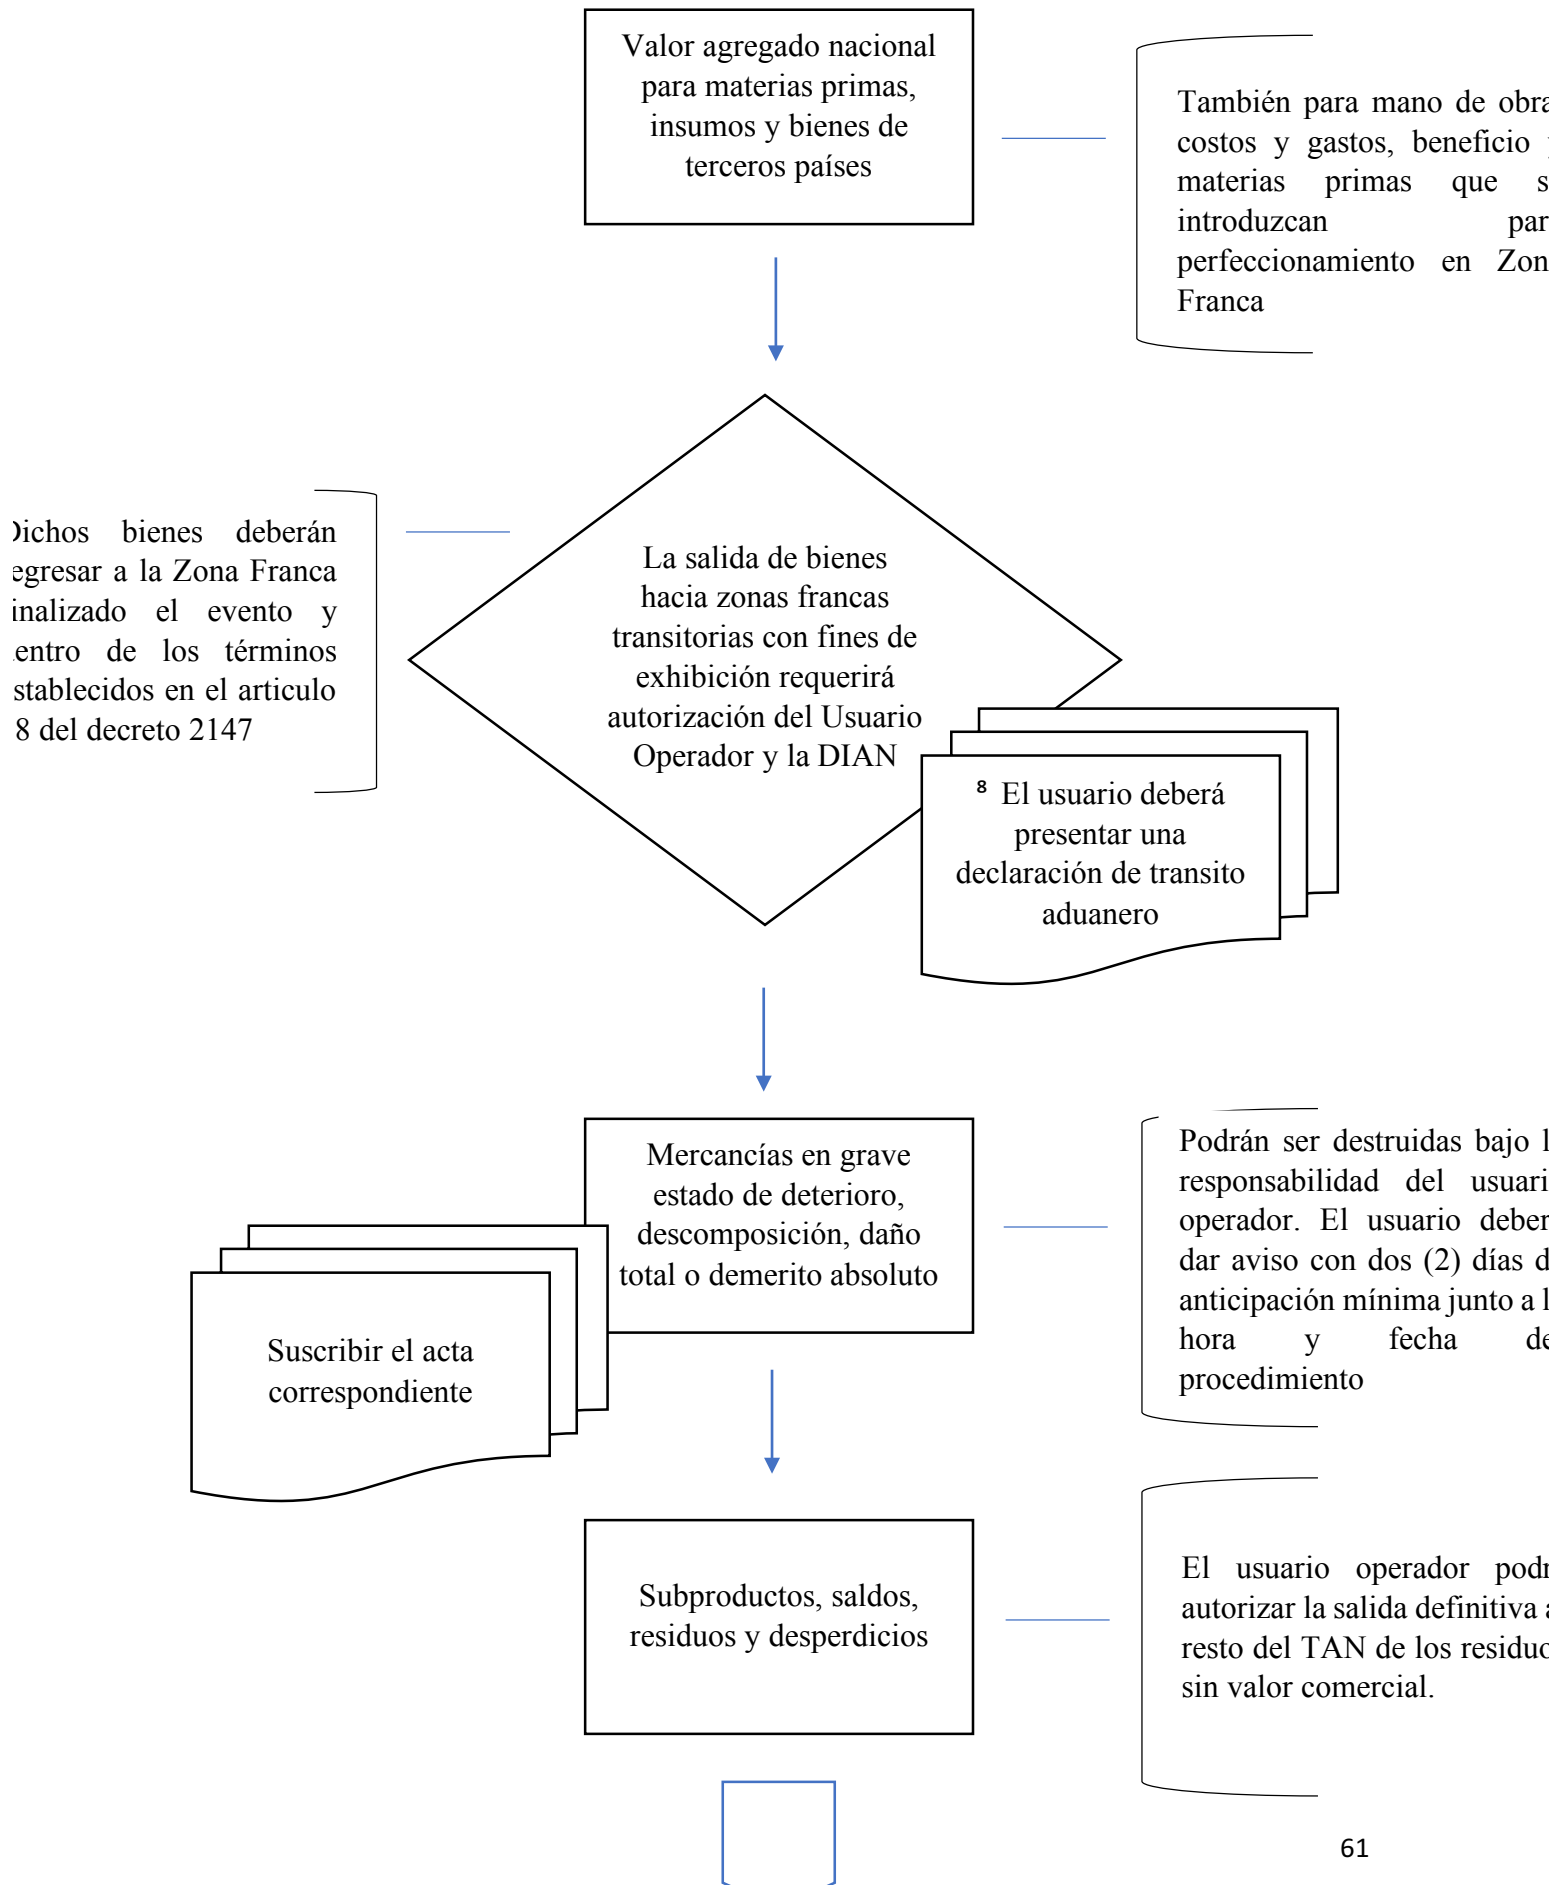 Valor agregado nacional
para materias primas,
insumos y bienes de
terceros países
También para mano de obra
costos y gastos, beneficio
materias primas que
introduzcan
perfeccionamiento en
Franca
bienes deberán
a la Zona Franca
el evento y
de los términos
en el articulo
8 del decreto 2147
La salida de bienes
hacia zonas francas
transitorias con fines de
exhibición requerirá
autorización del Usuario
Operador y la DIAN
⁸ El usuario deberá
presentar una
declaración de transito
aduanero
Mercancías en grave
estado de deterioro,
descomposición, daño
total o demerito absoluto
Podrán ser destruidas bajo
responsabilidad del
operador. El usuario
dar aviso con dos (2) días
anticipación mínima junto a
hora y fecha
procedimiento
Suscribir el acta
correspondiente
Subproductos, saldos,
residuos y desperdicios
El usuario operador
autorizar la salida definitiva
resto del TAN de los
sin valor comercial.
61